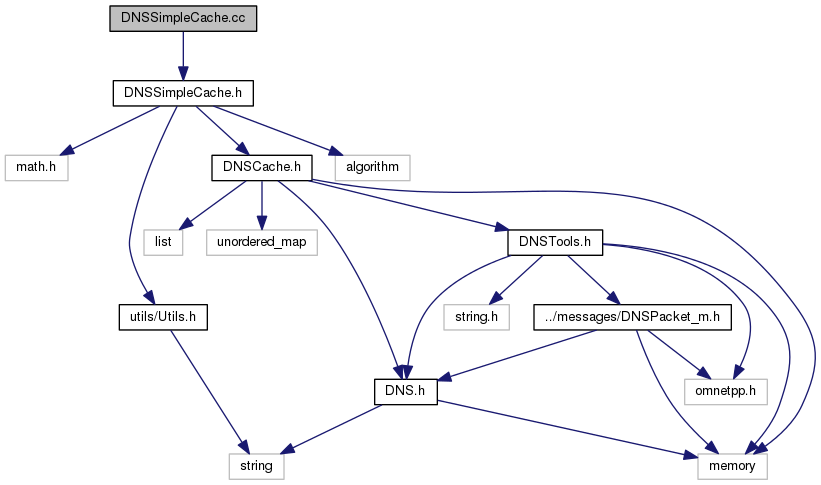 DNSSimpleCache.cc
DNSSimpleCache.h
math.h
DNSCache.h
algorithm
list
unordered_map
DNSTools.h
utils/Utils.h
string.h
../messages/DNSPacket_m.h
DNS.h
omnetpp.h
string
memory